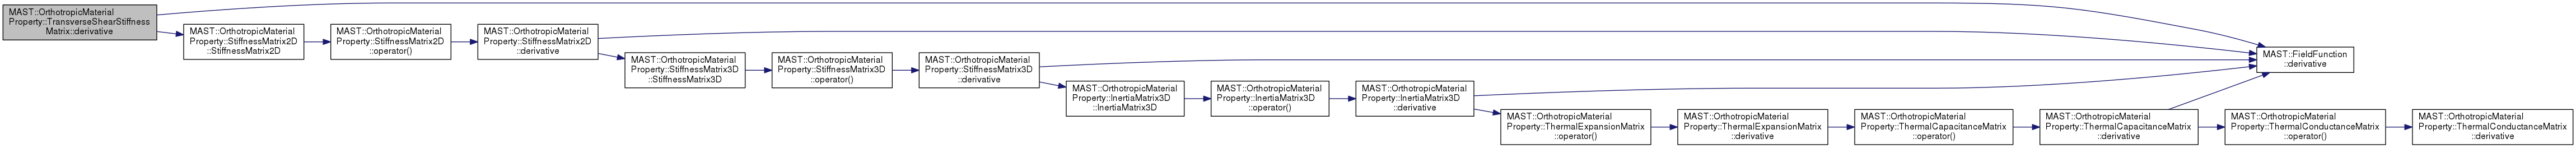 MAST::OrthotropicMaterial
Property::TransverseShearStiffness
Matrix::derivative
MAST::OrthotropicMaterial
Property::StiffnessMatrix2D
::StiffnessMatrix2D
MAST::OrthotropicMaterial
Property::StiffnessMatrix2D
::operator()
MAST::OrthotropicMaterial
Property::StiffnessMatrix2D
::derivative
MAST::OrthotropicMaterial
Property::StiffnessMatrix3D
::StiffnessMatrix3D
MAST::OrthotropicMaterial
Property::StiffnessMatrix3D
::operator()
MAST::OrthotropicMaterial
Property::StiffnessMatrix3D
::derivative
MAST::OrthotropicMaterial
Property::InertiaMatrix3D
::InertiaMatrix3D
MAST::OrthotropicMaterial
Property::InertiaMatrix3D
::operator()
MAST::OrthotropicMaterial
Property::InertiaMatrix3D
::derivative
MAST::OrthotropicMaterial
Property::ThermalExpansionMatrix
::operator()
MAST::OrthotropicMaterial
Property::ThermalExpansionMatrix
::derivative
MAST::OrthotropicMaterial
Property::ThermalCapacitanceMatrix
::operator()
MAST::OrthotropicMaterial
Property::ThermalCapacitanceMatrix
::derivative
MAST::FieldFunction
::derivative
MAST::OrthotropicMaterial
Property::ThermalConductanceMatrix
::operator()
MAST::OrthotropicMaterial
Property::ThermalConductanceMatrix
::derivative